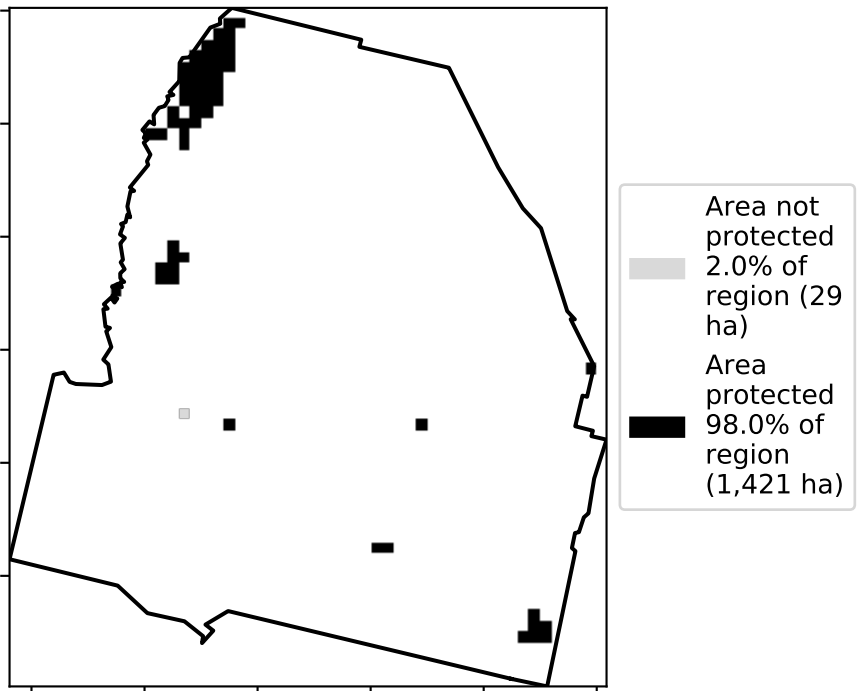 Area not
protected
2.0% of
region (29
ha)
Area
protected
98.0% of
region
(1,421 ha)